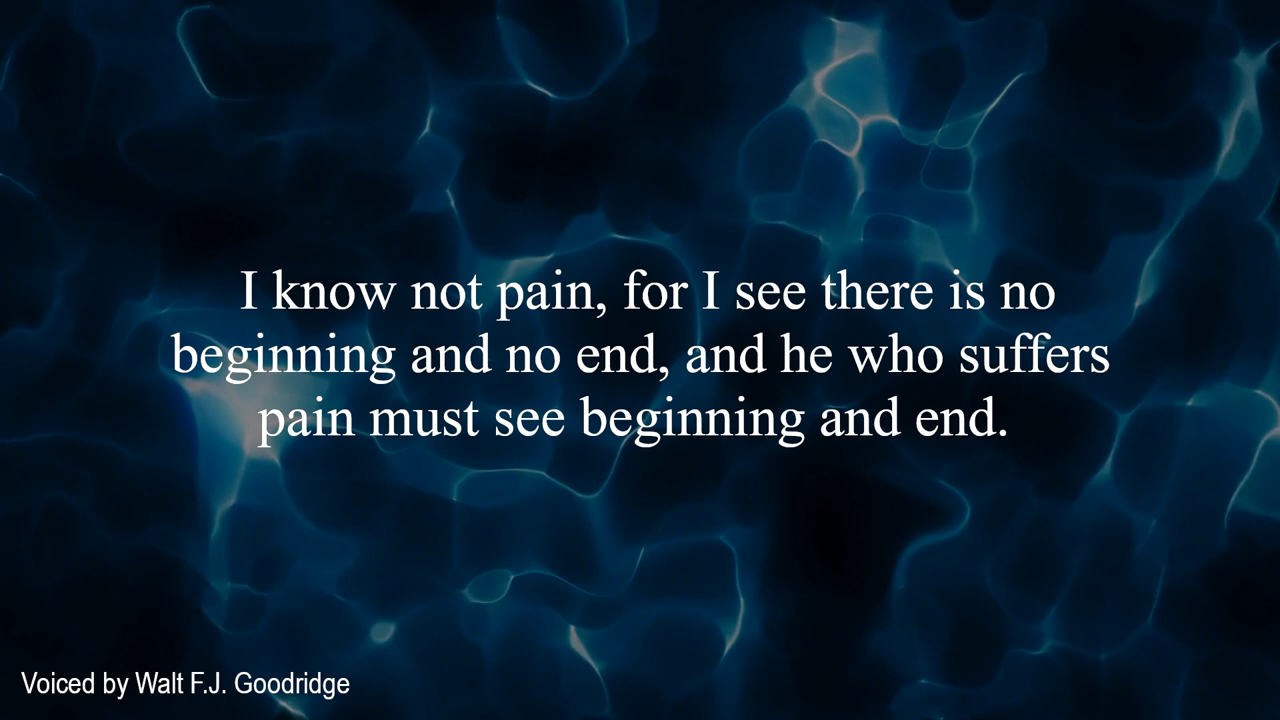 I know not pain, for I see there is no
beginning and no end, and he who suffers
pain must see beginning and end.
Voiced by Walt F.J. Goodridge